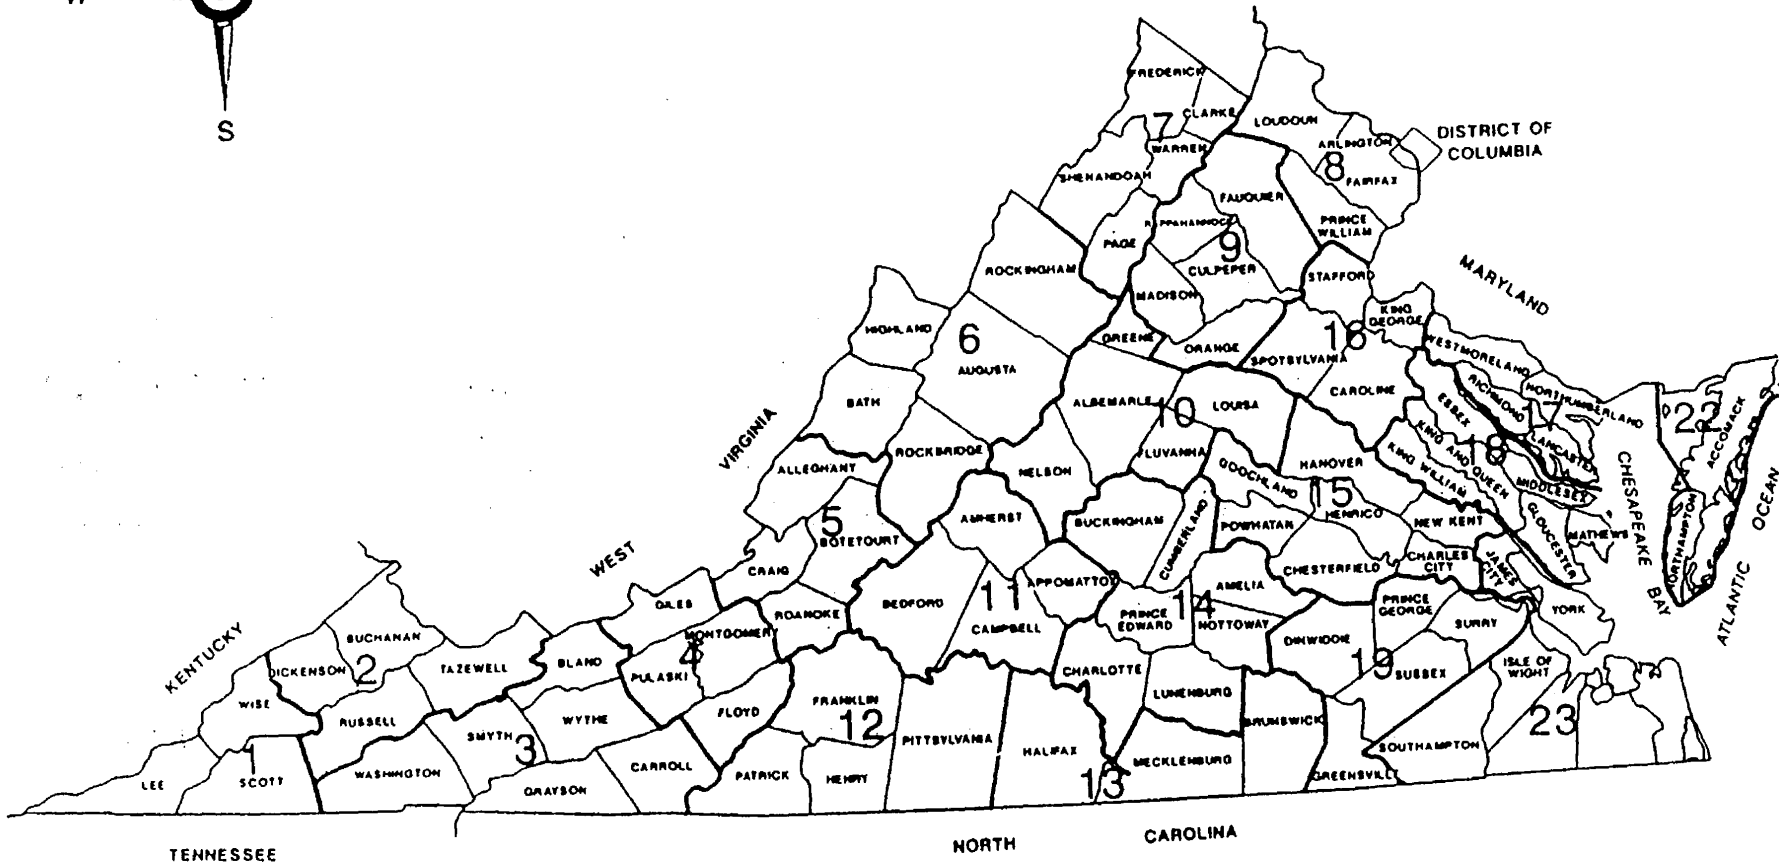 W
S
FREDERICK
CLARKE
7
WARREN
LOUDOUN
ARLINGTON
8
FAIRFAX
DISTRICT OF
COLUMBIA
SHENANDOAH
FAUQUIER
RAPPAHANNOCK
PRINCE
WILLIAM
PAGE
9
CULPEPER
ROCKINGHAM
MADISON
STAFFORD
MARYLAND
KING
GEORGE
HIGHLAND
6
GREENE
ORANGE
16
SPOTSYLVANIA
WESTMORELAND
AUGUSTA
CAROLINE
RICHMOND
NORTHUMBERLAND
BATH
ALBEMARLE
10
LOUISA
ESSEX
17
22
ACCOMACK
VIRGINIA
ROCKBRIDGE
ALLEGHANY
NELSON
FLUVANNA
GOOCHLAND
HANOVER
KING AND QUEEN
18
LANCASTER
KING WILLIAM
MIDDLESEX
CHESAPEAKE
BAY
5
BOTETOURT
AMHERST
BUCKINGHAM
CUMBERLAND
POWHATAN
15
HENRICO
NEW KENT
GLOUCESTER
MATHEWS
NORTHAMPTON
ATLANTIC OCEAN
WEST
CRAIG
APPOMATTOX
AMELIA
CHESTERFIELD
CHARLES
CITY
JAMES
CITY
GILES
ROANOKE
BEDFORD
11
CAMPBELL
PRINCE
EDWARD
14
NOTTOWAY
PRINCE
GEORGE
SURRY
YORK
KENTUCKY
BUCHANAN
DICKENSON
2
TAZEWELL
BLAND
MONTGOMERY
4
PULASKI
CHARLOTTE
DINWIDDIE
19
SUSSEX
ISLE OF
WIGHT
WISE
RUSSELL
SMYTH
3
WYTHE
FLOYD
FRANKLIN
12
LUNENBURG
BRUNSWICK
23
LEE
1
SCOTT
WASHINGTON
GRAYSON
CARROLL
PATRICK
HENRY
PITTSYLVANIA
HALIFAX
13
MECKLENBURG
GREENSVILLE
SOUTHAMPTON
TENNESSEE
NORTH
CAROLINA